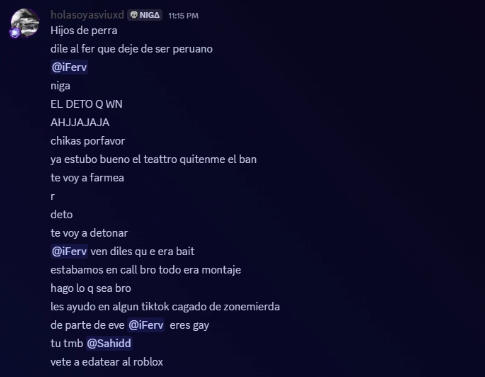 holasoyasviuxd NIGΔ 11:15 PM
Hijos de perra
dile al fer que deje de ser peruano
@iFerv
niga
EL DETO Q WN
AHJJAJAJA
chikas porfavor
ya estubo bueno el teattro quitenme el ban
te voy a farmea
r
deto
te voy a detonar
@iFerv ven diles qu e era bait
estabamos en call bro todo era montaje
hago lo q sea bro
les ayudo en algun tiktok cagado de zonemierda
de parte de eve @iFerv eres gay
tu tmb @Sahidd
vete a edatear al roblox